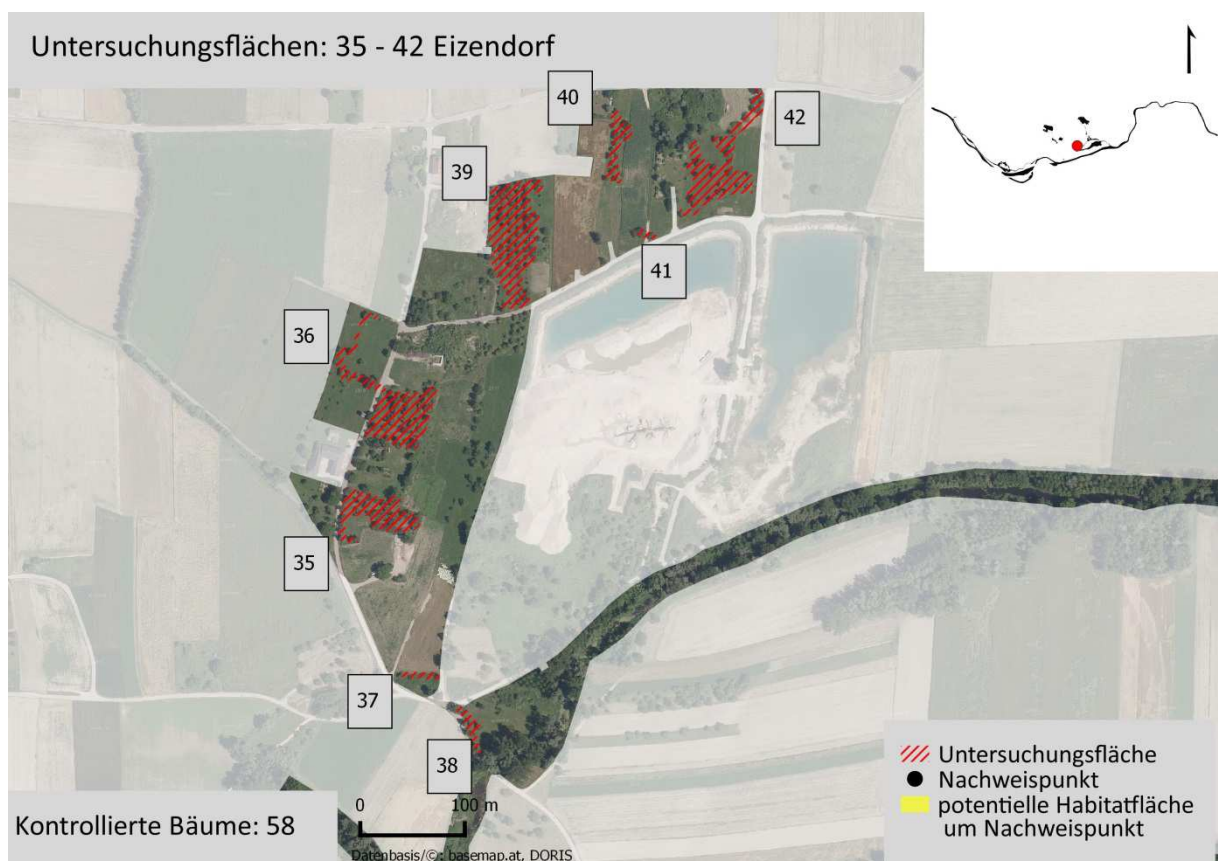 Untersuchungsflächen: 35 - 42 Eizendorf
40
42
39
41
36
35
37
38
0 100 m
Untersuchungsfläche
Nachweispunkt
potentielle Habitatfläche
um Nachweispunkt
Kontrollierte Bäume: 58
Datenbasis/©: basemap.at, DORIS